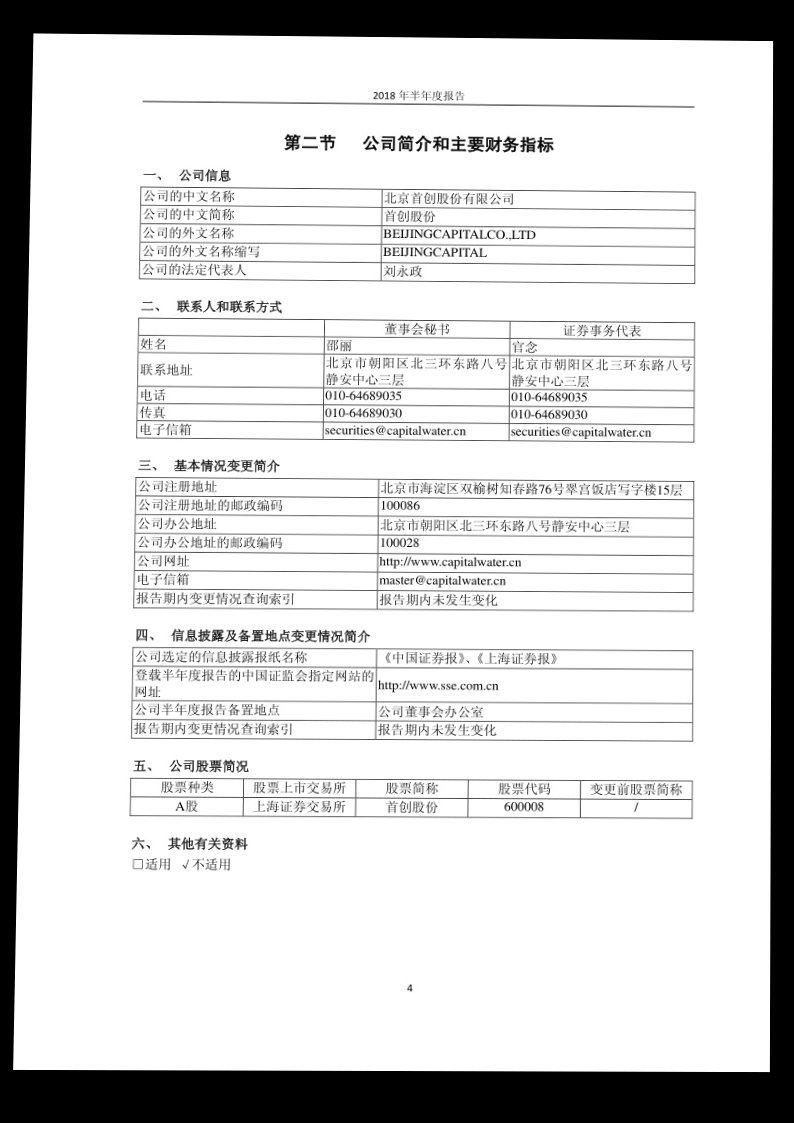 2018 年半年度报告
第二节 公司简介和主要财务指标
一、 公司信息
公司的中文名称 北京首创股份有限公司
公司的中文简称 首创股份
公司的外文名称 BEIJINGCAPITALCO.,LTD
公司的外文名称缩写 BEIJINGCAPITAL
公司的法定代表人 刘永政
二、 联系人和联系方式
董事会秘书 证券事务代表
姓名 邵丽 官念
联系地址 北京市朝阳区北三环东路八号静安中心三层 北京市朝阳区北三环东路八号静安中心三层
电话 010-64689035 010-64689035
传真 010-64689030 010-64689030
电子信箱 securities@capitalwater.cn securities@capitalwater.cn
三、 基本情况变更简介
公司注册地址 北京市海淀区双榆树知春路76号翠宫饭店写字楼15层
公司注册地址的邮政编码 100086
公司办公地址 北京市朝阳区北三环东路八号静安中心三层
公司办公地址的邮政编码 100028
公司网址 http://www.capitalwater.cn
电子信箱 master@capitalwater.cn
报告期内变更情况查询索引 报告期内未发生变化
四、 信息披露及备置地点变更情况简介
公司选定的信息披露报纸名称 《中国证券报》、《上海证券报》
登载半年度报告的中国证监会指定网站的网址 http://www.sse.com.cn
公司半年度报告备置地点 公司董事会办公室
报告期内变更情况查询索引 报告期内未发生变化
五、 公司股票简况
股票种类 股票上市交易所 股票简称 股票代码 变更前股票简称
A股 上海证券交易所 首创股份 600008 /
六、 其他有关资料
□适用 √不适用
4